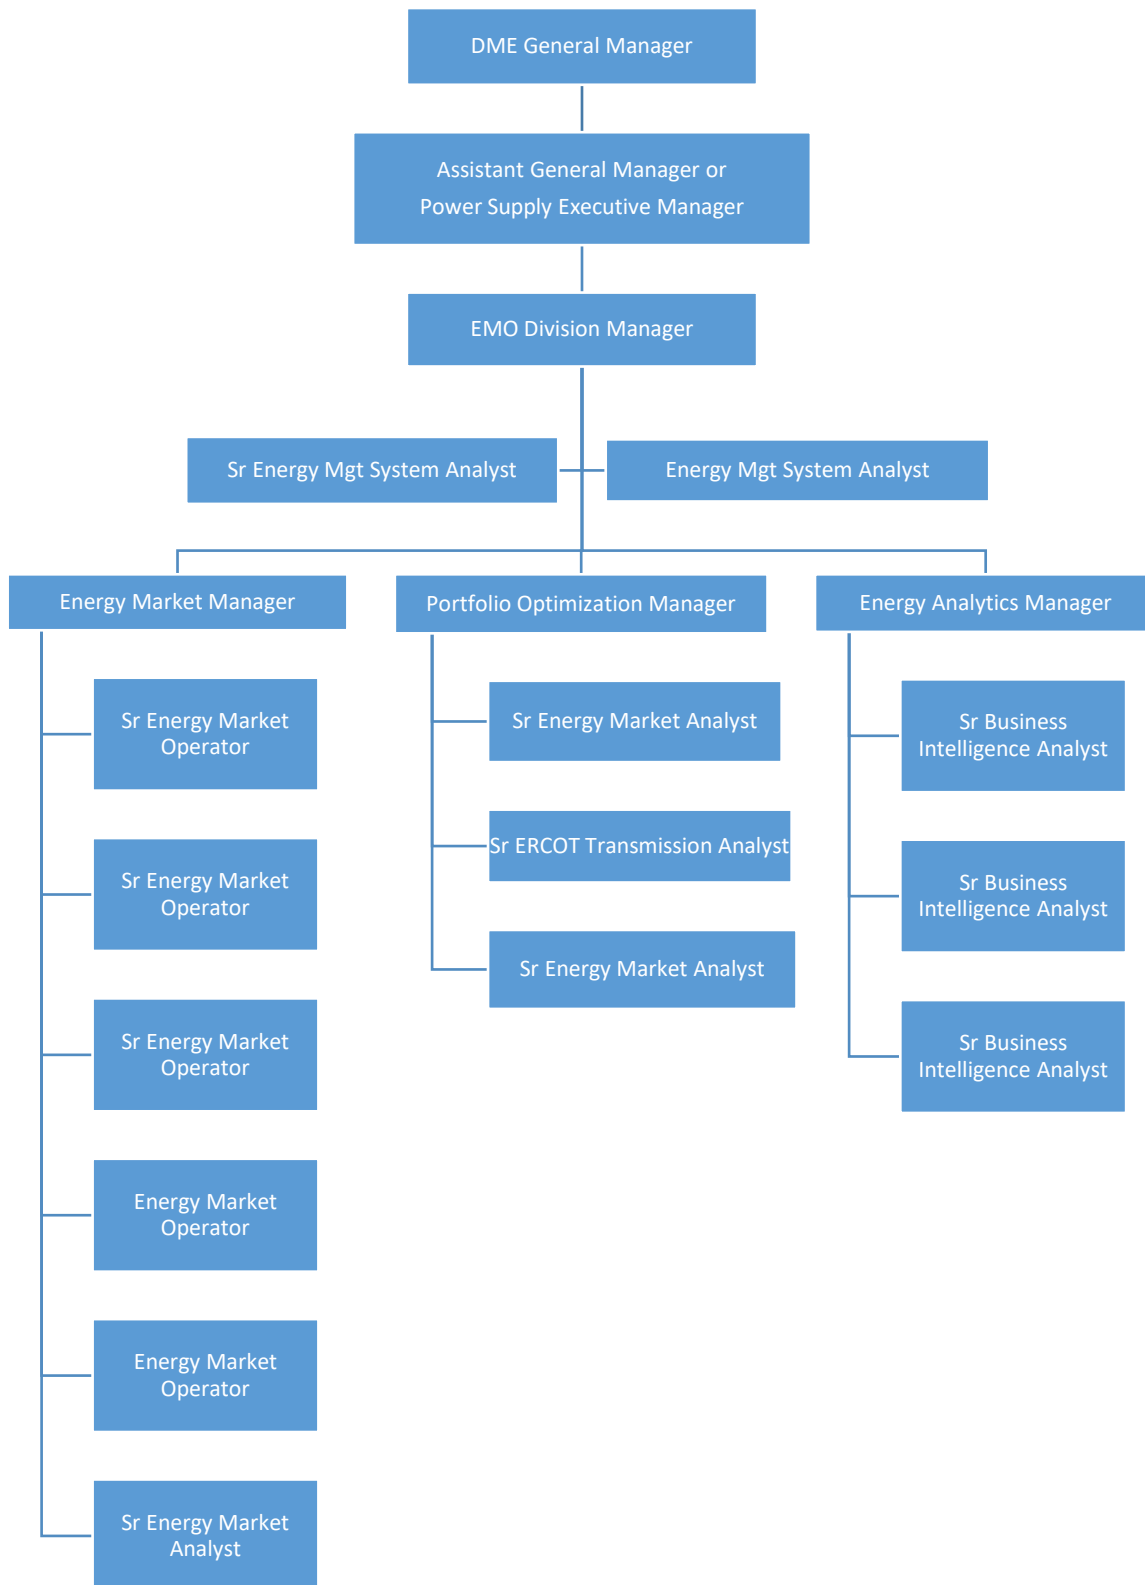 DME General Manager
Assistant General Manager or
Power Supply Executive Manager
EMO Division Manager
Sr Energy Mgt System Analyst
Energy Mgt System Analyst
Energy Market Manager
Portfolio Optimization Manager
Energy Analytics Manager
Sr Energy Market
Operator
Sr Energy Market
Operator
Sr Energy Market
Operator
Energy Market
Operator
Energy Market
Operator
Sr Energy Market
Analyst
Sr Energy Market Analyst
Sr ERCOT Transmission Analyst
Sr Energy Market Analyst
Sr Business
Intelligence Analyst
Sr Business
Intelligence Analyst
Sr Business
Intelligence Analyst